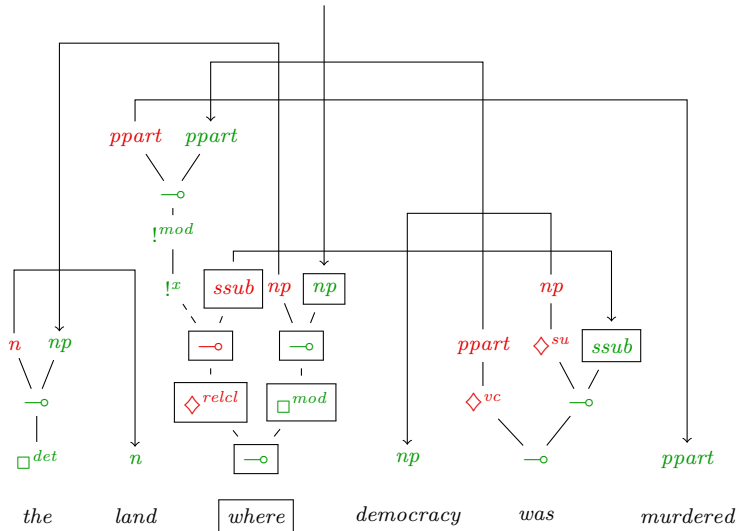 ppart ppart
⊸
!mod
!x ssub np np np
n np ⊸ ⊸ ppart ◇su ssub
⊸ ◇relcl □mod ◇vc ⊸
□det n ⊸ np ⊸ ppart
the land where democracy was murdered